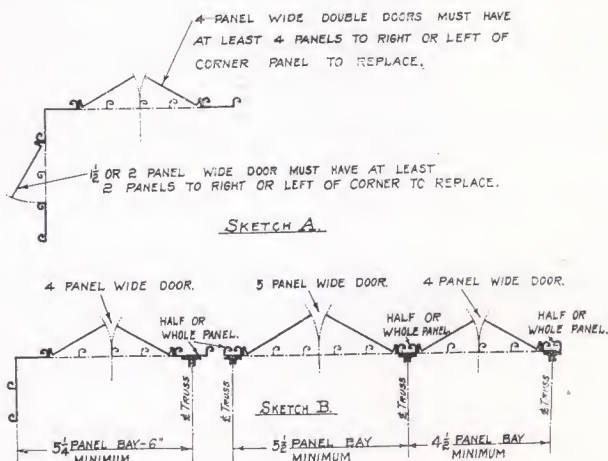 4 PANEL WIDE DOUBLE DOORS MUST HAVE
AT LEAST 4 PANELS TO RIGHT OR LEFT OF
CORNER PANEL TO REPLACE.
1/2 OR 2 PANEL WIDE DOOR MUST HAVE AT LEAST
2 PANELS TO RIGHT OR LEFT OF CORNER TO REPLACE.
SKETCH A.
4 PANEL WIDE DOOR.
5 PANEL WIDE DOOR.
4 PANEL WIDE DOOR.
HALF OR
WHOLE PANEL.
HALF OR
WHOLE PANEL.
HALF OR
WHOLE PANEL.
℄ TRUSS
℄ TRUSS
℄ TRUSS
℄ TRUSS
SKETCH B.
5 1/4 PANEL BAY-6"
MINIMUM
5 1/2 PANEL BAY
MINIMUM
4 1/2 PANEL BAY
MINIMUM